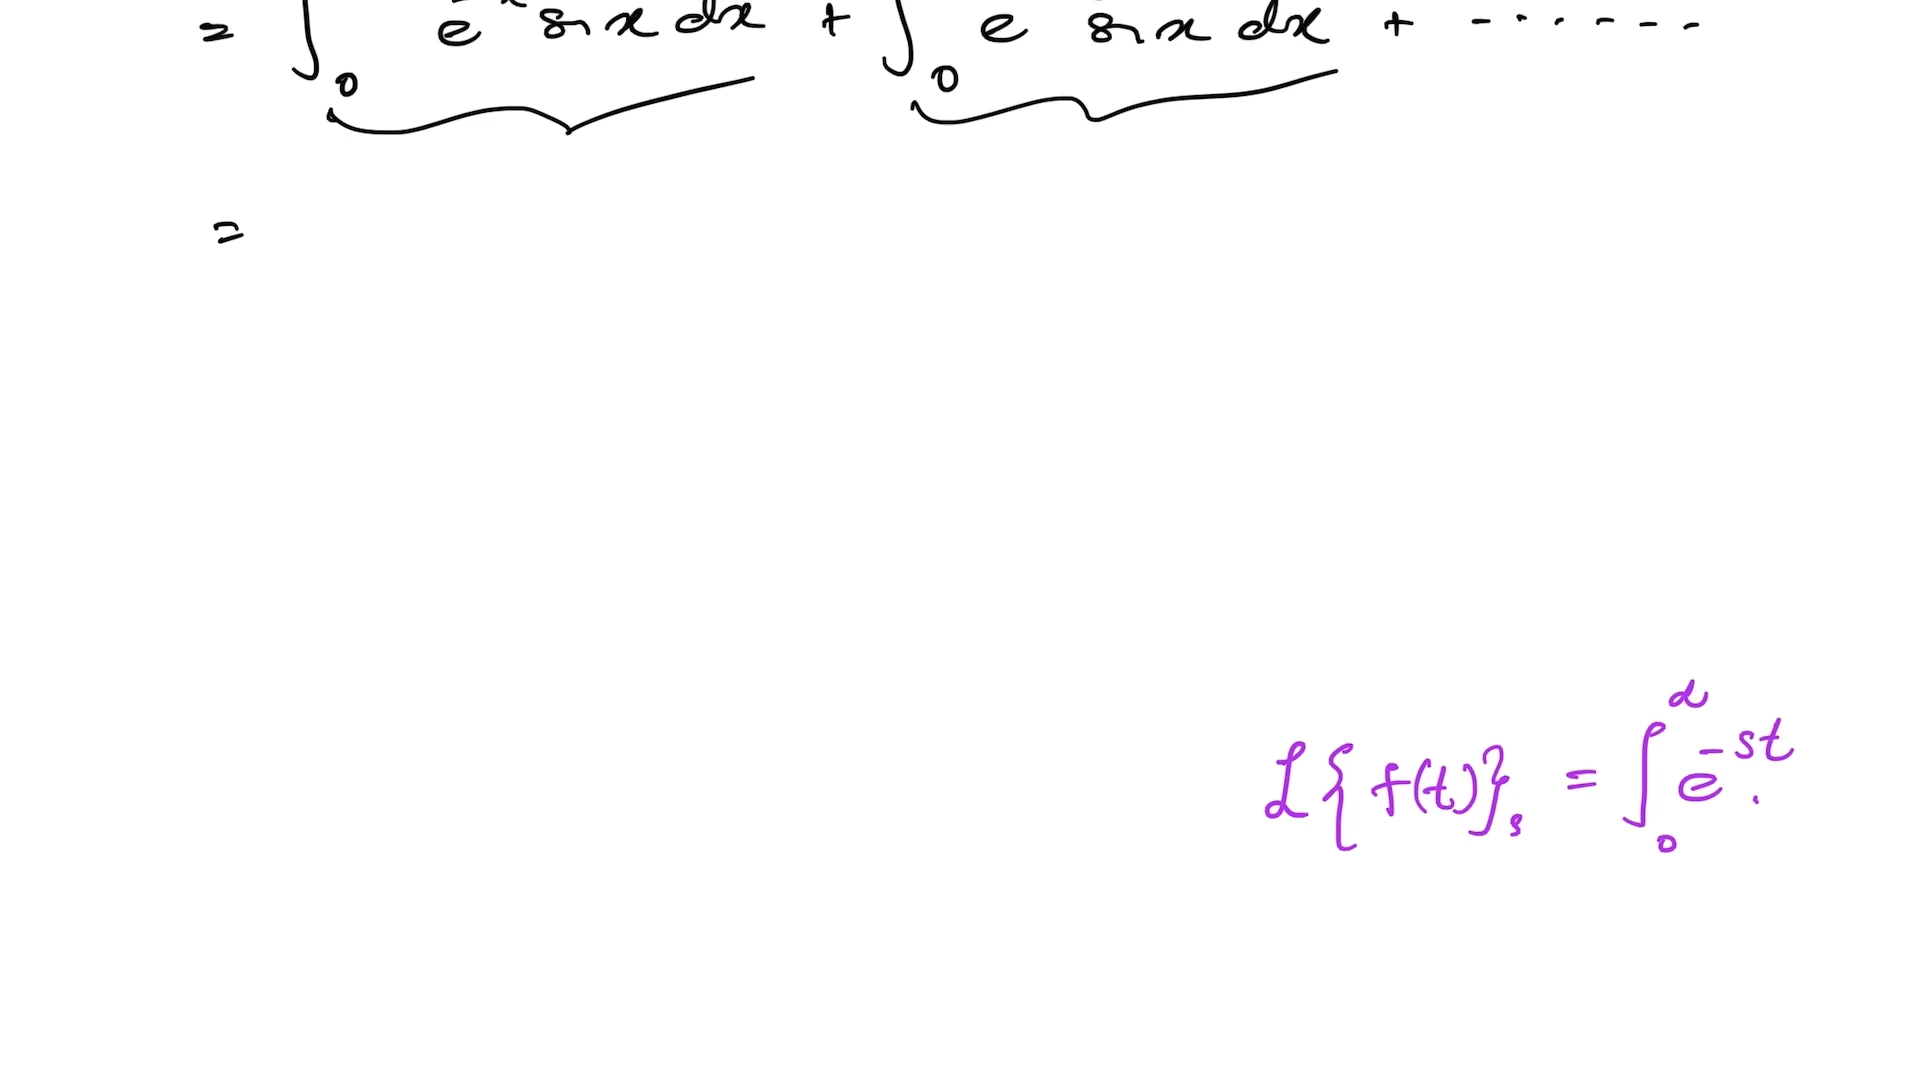 = ∫₀ e⁻ˣ sin x dx + ∫₀ e sin x dx + - - - - - - -
=
ℒ{f(t)}ₛ = ∫₀^∝ e^{-st} .